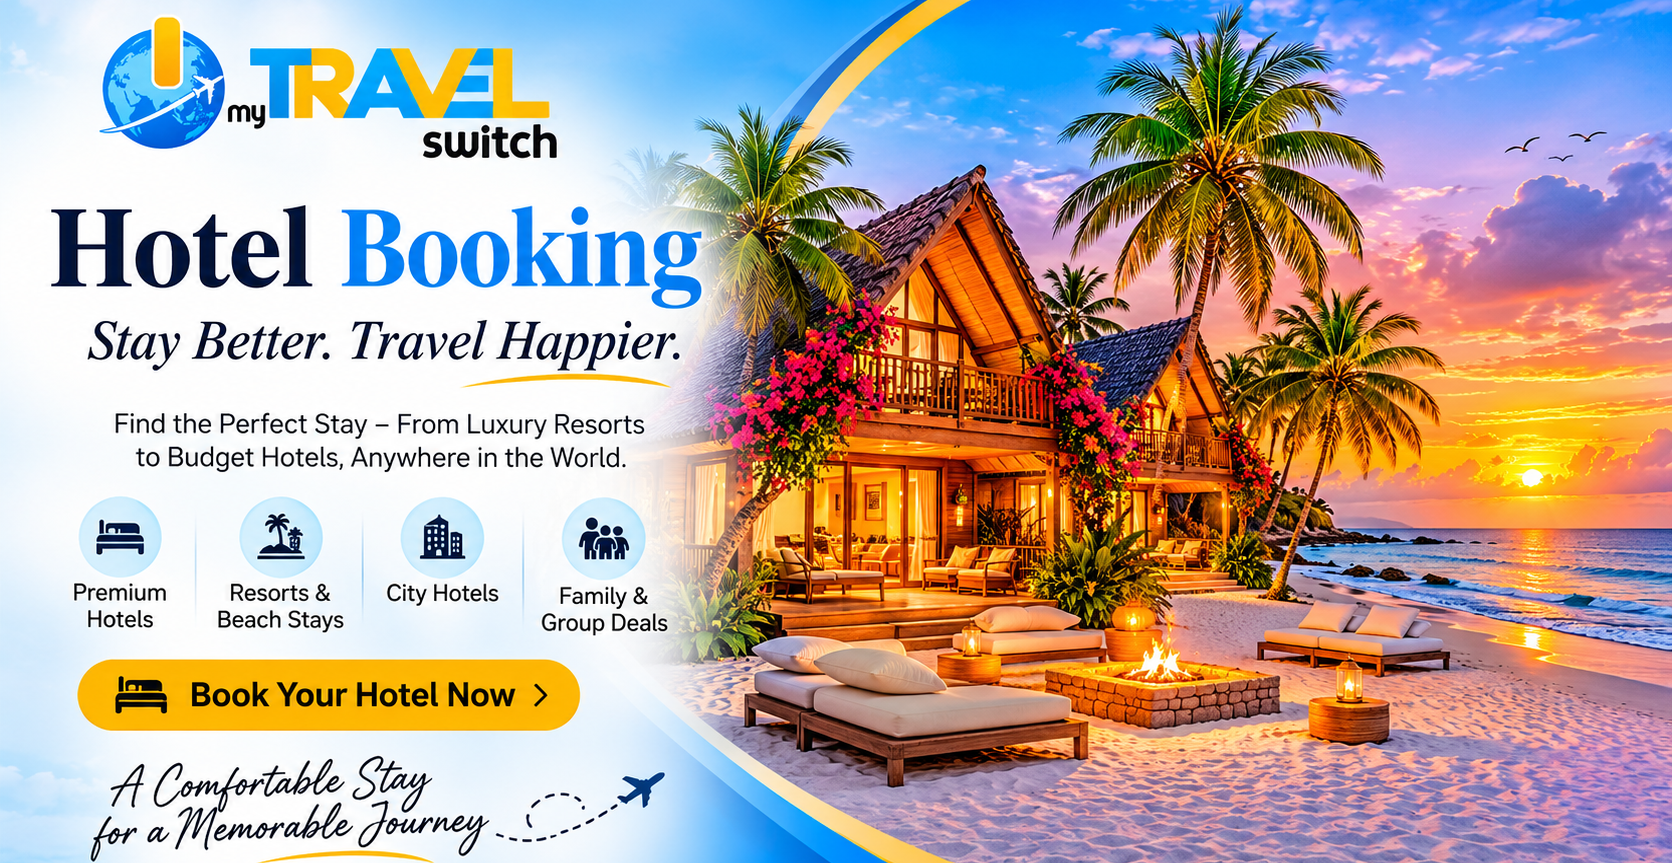 my TRAVEL
switch
Hotel Booking
Stay Better. Travel Happier.
Find the Perfect Stay – From Luxury Resorts
to Budget Hotels, Anywhere in the World.
Premium
Hotels
Resorts &
Beach Stays
City Hotels
Family &
Group Deals
Book Your Hotel Now
A Comfortable Stay
for a Memorable Journey